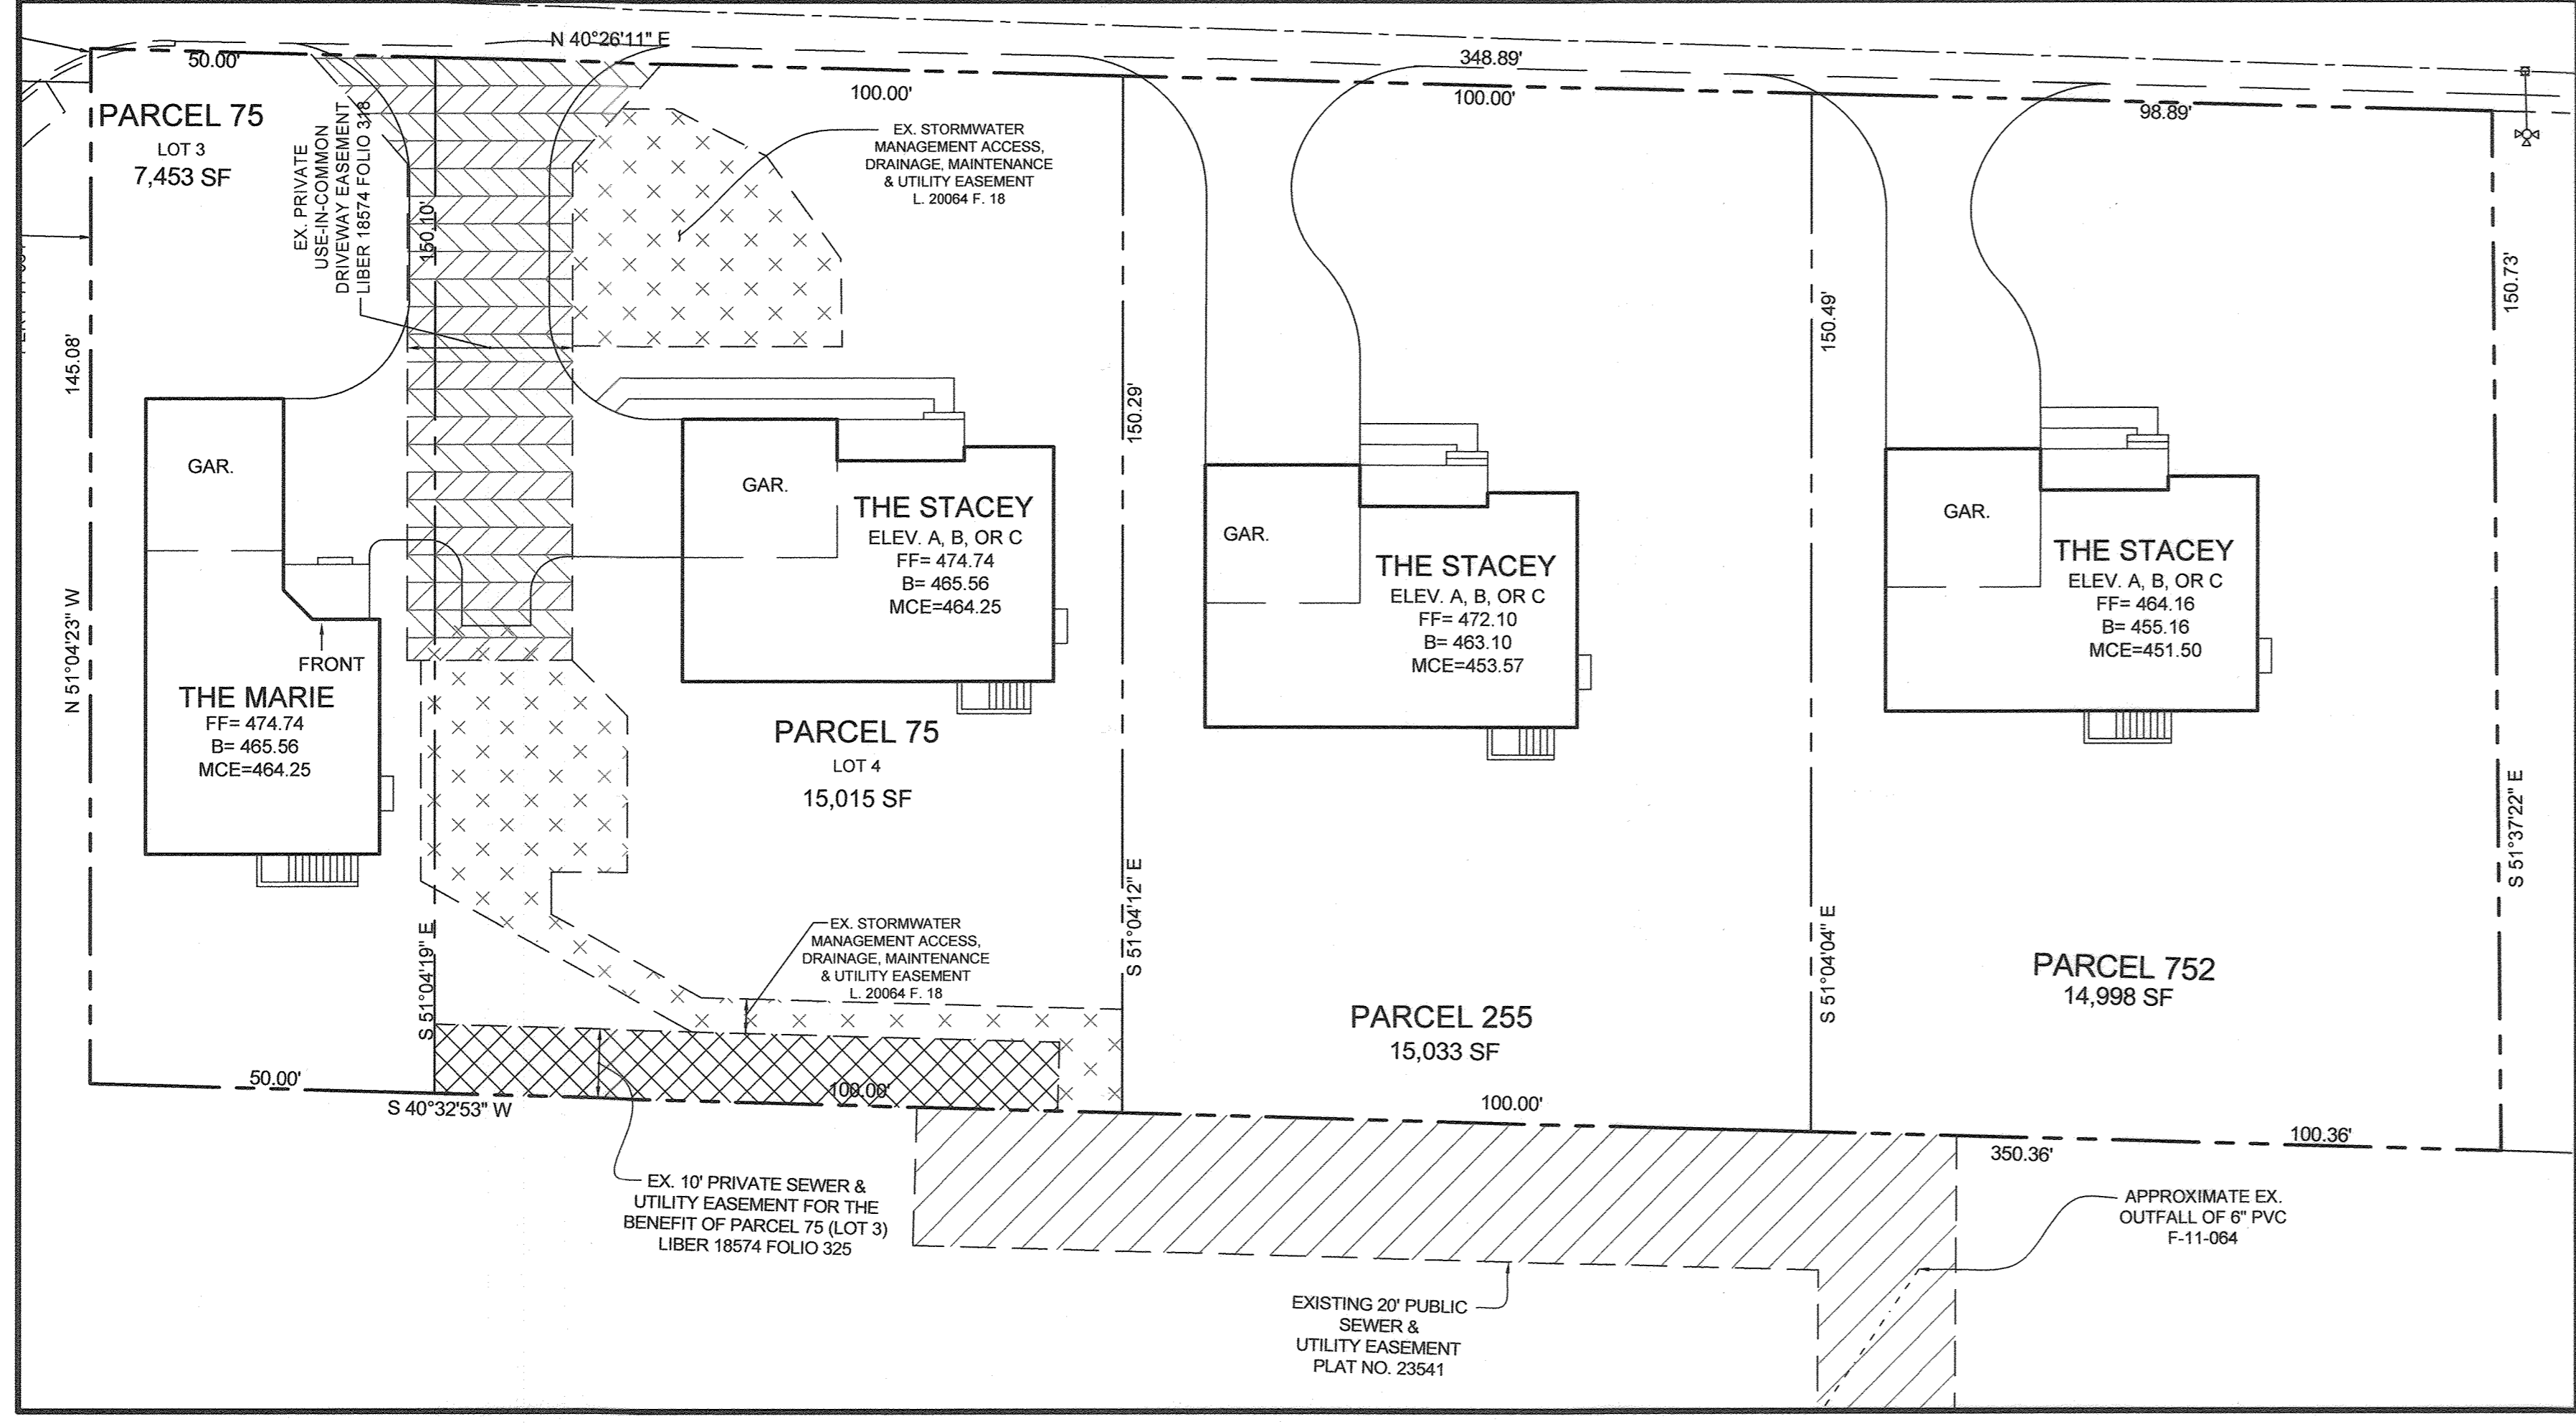 N 40°26'11" E
50.00'
348.89'
100.00'
100.00'
98.89'
PARCEL 75
LOT 3
7,453 SF
EX. PRIVATE
USE-IN-COMMON
DRIVEWAY EASEMENT
LIBER 18574 FOLIO 318
150.10'
EX. STORMWATER
MANAGEMENT ACCESS,
DRAINAGE, MAINTENANCE
& UTILITY EASEMENT
L. 20064 F. 18
145.08'
N 51°04'23" W
150.29'
150.49'
150.73'
GAR.
FRONT
THE MARIE
FF= 474.74
B= 465.56
MCE=464.25
GAR.
THE STACEY
ELEV. A, B, OR C
FF= 474.74
B= 465.56
MCE=464.25
GAR.
THE STACEY
ELEV. A, B, OR C
FF= 472.10
B= 463.10
MCE=453.57
GAR.
THE STACEY
ELEV. A, B, OR C
FF= 464.16
B= 455.16
MCE=451.50
PARCEL 75
LOT 4
15,015 SF
S 51°04'19" E
S 51°04'12" E
S 51°04'04" E
S 51°37'22" E
EX. STORMWATER
MANAGEMENT ACCESS,
DRAINAGE, MAINTENANCE
& UTILITY EASEMENT
L. 20064 F. 18
PARCEL 255
15,033 SF
PARCEL 752
14,998 SF
50.00'
S 40°32'53" W
100.00'
100.00'
100.36'
350.36'
EX. 10' PRIVATE SEWER &
UTILITY EASEMENT FOR THE
BENEFIT OF PARCEL 75 (LOT 3)
LIBER 18574 FOLIO 325
EXISTING 20' PUBLIC
SEWER &
UTILITY EASEMENT
PLAT NO. 23541
APPROXIMATE EX.
OUTFALL OF 6" PVC
F-11-064